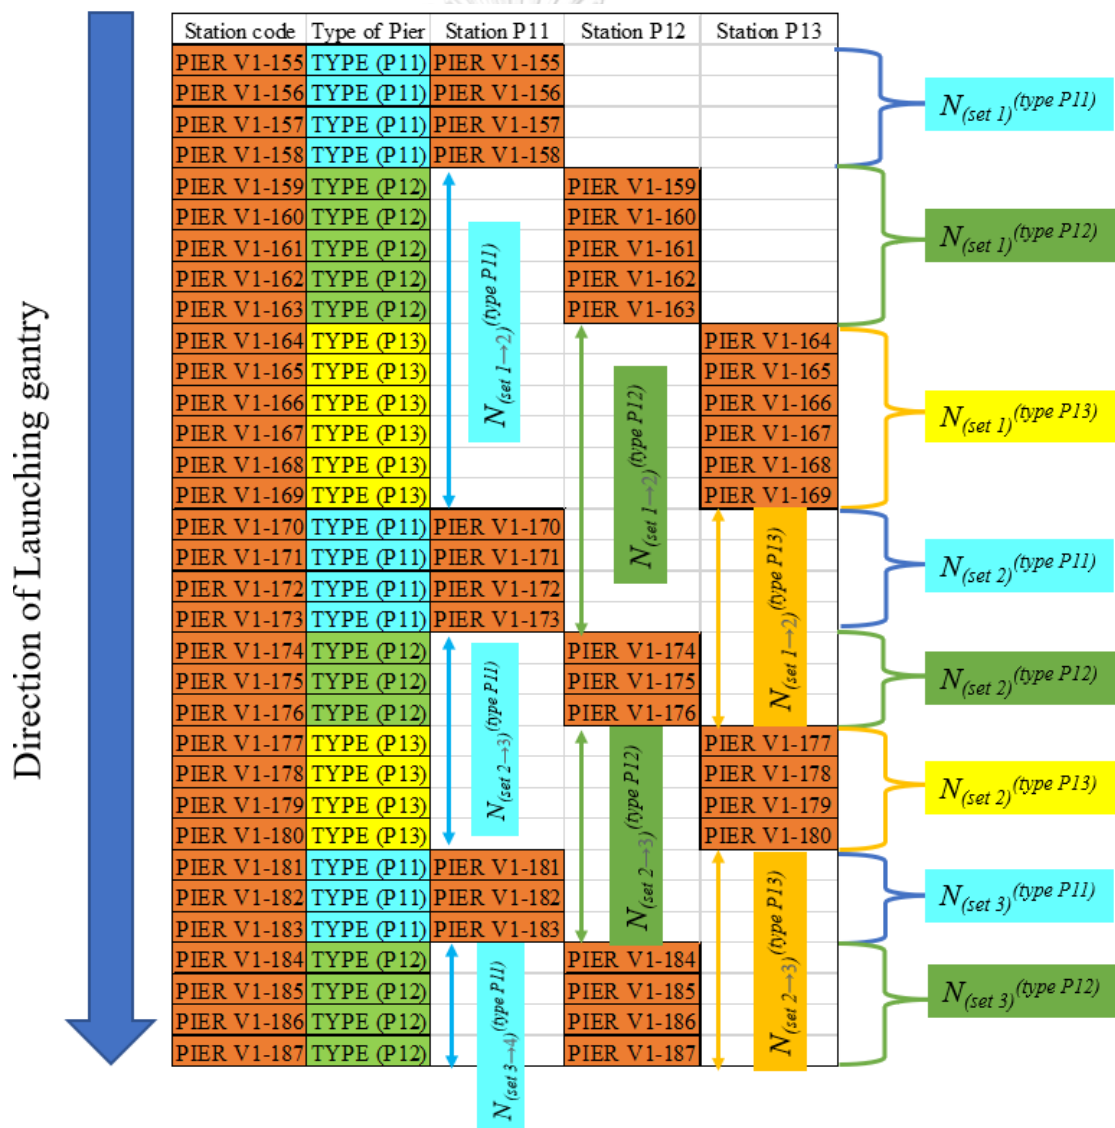 Direction of Launching gantry
Station code Type of Pier Station P11 Station P12 Station P13
PIER V1-155 TYPE (P11) PIER V1-155
PIER V1-156 TYPE (P11) PIER V1-156
PIER V1-157 TYPE (P11) PIER V1-157
PIER V1-158 TYPE (P11) PIER V1-158
N(set 1)(type P11)
PIER V1-159 TYPE (P12) PIER V1-159
PIER V1-160 TYPE (P12) PIER V1-160
PIER V1-161 TYPE (P12) PIER V1-161
PIER V1-162 TYPE (P12) PIER V1-162
PIER V1-163 TYPE (P12) PIER V1-163
N(set 1)(type P12)
N(set 1→2)(type P11)
PIER V1-164 TYPE (P13) PIER V1-164
PIER V1-165 TYPE (P13) PIER V1-165
PIER V1-166 TYPE (P13) PIER V1-166
PIER V1-167 TYPE (P13) PIER V1-167
PIER V1-168 TYPE (P13) PIER V1-168
PIER V1-169 TYPE (P13) PIER V1-169
N(set 1)(type P13)
N(set 1→2)(type P12)
PIER V1-170 TYPE (P11) PIER V1-170
PIER V1-171 TYPE (P11) PIER V1-171
PIER V1-172 TYPE (P11) PIER V1-172
PIER V1-173 TYPE (P11) PIER V1-173
N(set 2)(type P11)
N(set 1→2)(type P13)
PIER V1-174 TYPE (P12) PIER V1-174
PIER V1-175 TYPE (P12) PIER V1-175
PIER V1-176 TYPE (P12) PIER V1-176
N(set 2)(type P12)
N(set 2→3)(type P11)
PIER V1-177 TYPE (P13) PIER V1-177
PIER V1-178 TYPE (P13) PIER V1-178
PIER V1-179 TYPE (P13) PIER V1-179
PIER V1-180 TYPE (P13) PIER V1-180
N(set 2)(type P13)
N(set 2→3)(type P12)
PIER V1-181 TYPE (P11) PIER V1-181
PIER V1-182 TYPE (P11) PIER V1-182
PIER V1-183 TYPE (P11) PIER V1-183
N(set 3)(type P11)
N(set 2→3)(type P13)
PIER V1-184 TYPE (P12) PIER V1-184
PIER V1-185 TYPE (P12) PIER V1-185
PIER V1-186 TYPE (P12) PIER V1-186
PIER V1-187 TYPE (P12) PIER V1-187
N(set 3)(type P12)
N(set 3→4)(type P11)